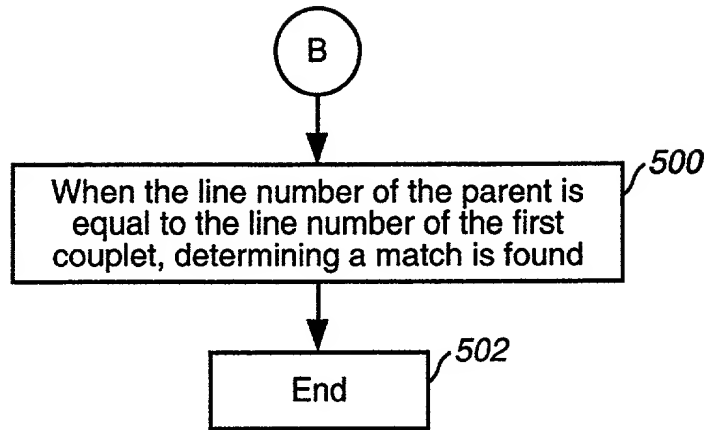 B
500
When the line number of the parent is
equal to the line number of the first
couplet, determining a match is found
502
End